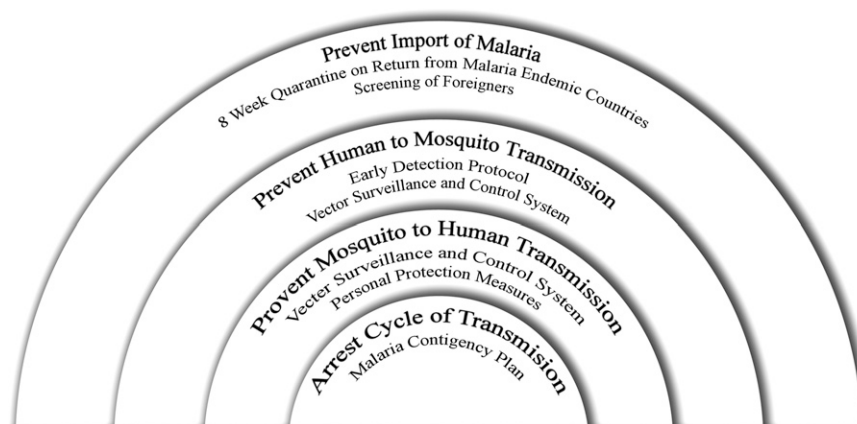 Prevent Import of Malaria
8 Week Quarantine on Return from Malaria Endemic Countries
Screening of Foreigners
Prevent Human to Mosquito Transmission
Early Detection Protocol
Vector Surveillance and Control System
Provent Mosquito to Human Transmission
Vecter Surveillance and Control System
Personal Protection Measures
Arrest Cycle of Transmision
Malaria Contigency Plan